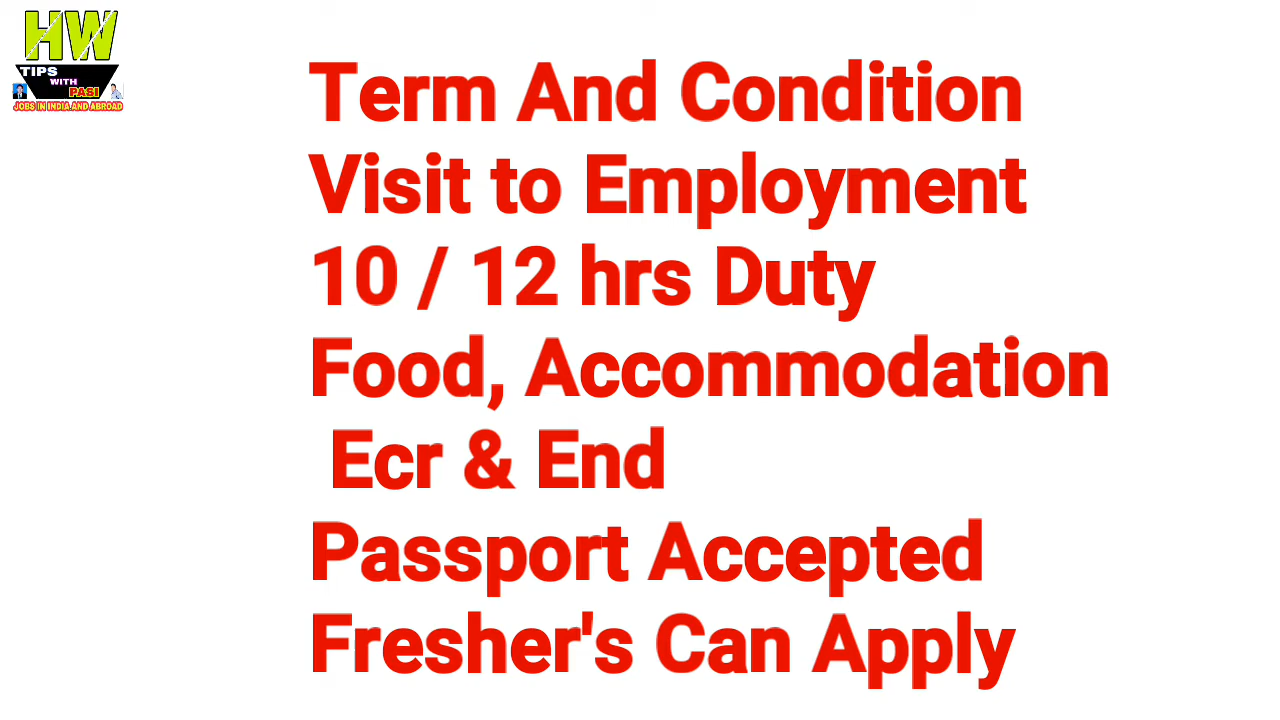 HW
TIPS
WITH
PASI
JOBS IN INDIA AND ABROAD
Term And Condition
Visit to Employment
10 / 12 hrs Duty
Food, Accommodation
Ecr & End
Passport Accepted
Fresher's Can Apply